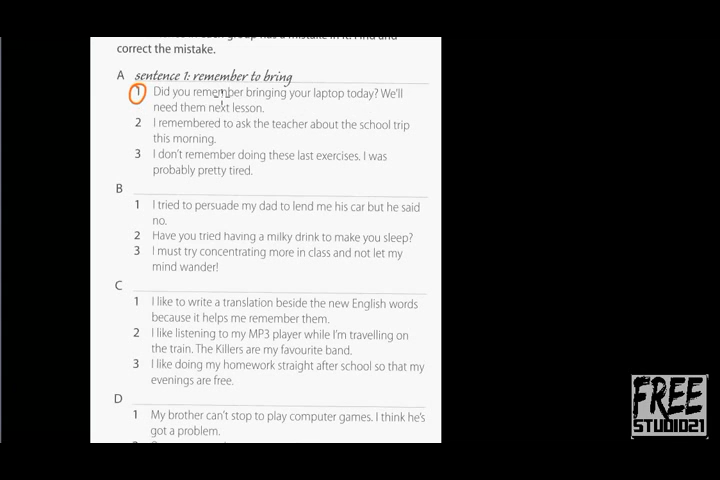 correct the mistake.
A sentence 1: remember to bring
1 Did you remember bringing your laptop today? We'll
need them next lesson.
2 I remembered to ask the teacher about the school trip
this morning.
3 I don't remember doing these last exercises. I was
probably pretty tired.
B
1 I tried to persuade my dad to lend me his car but he said
no.
2 Have you tried having a milky drink to make you sleep?
3 I must try concentrating more in class and not let my
mind wander!
C
1 I like to write a translation beside the new English words
because it helps me remember them.
2 I like listening to my MP3 player while I'm travelling on
the train. The Killers are my favourite band.
3 I like doing my homework straight after school so that my
evenings are free.
D
1 My brother can't stop to play computer games. I think he's
got a problem.
FREE
STUDIO21